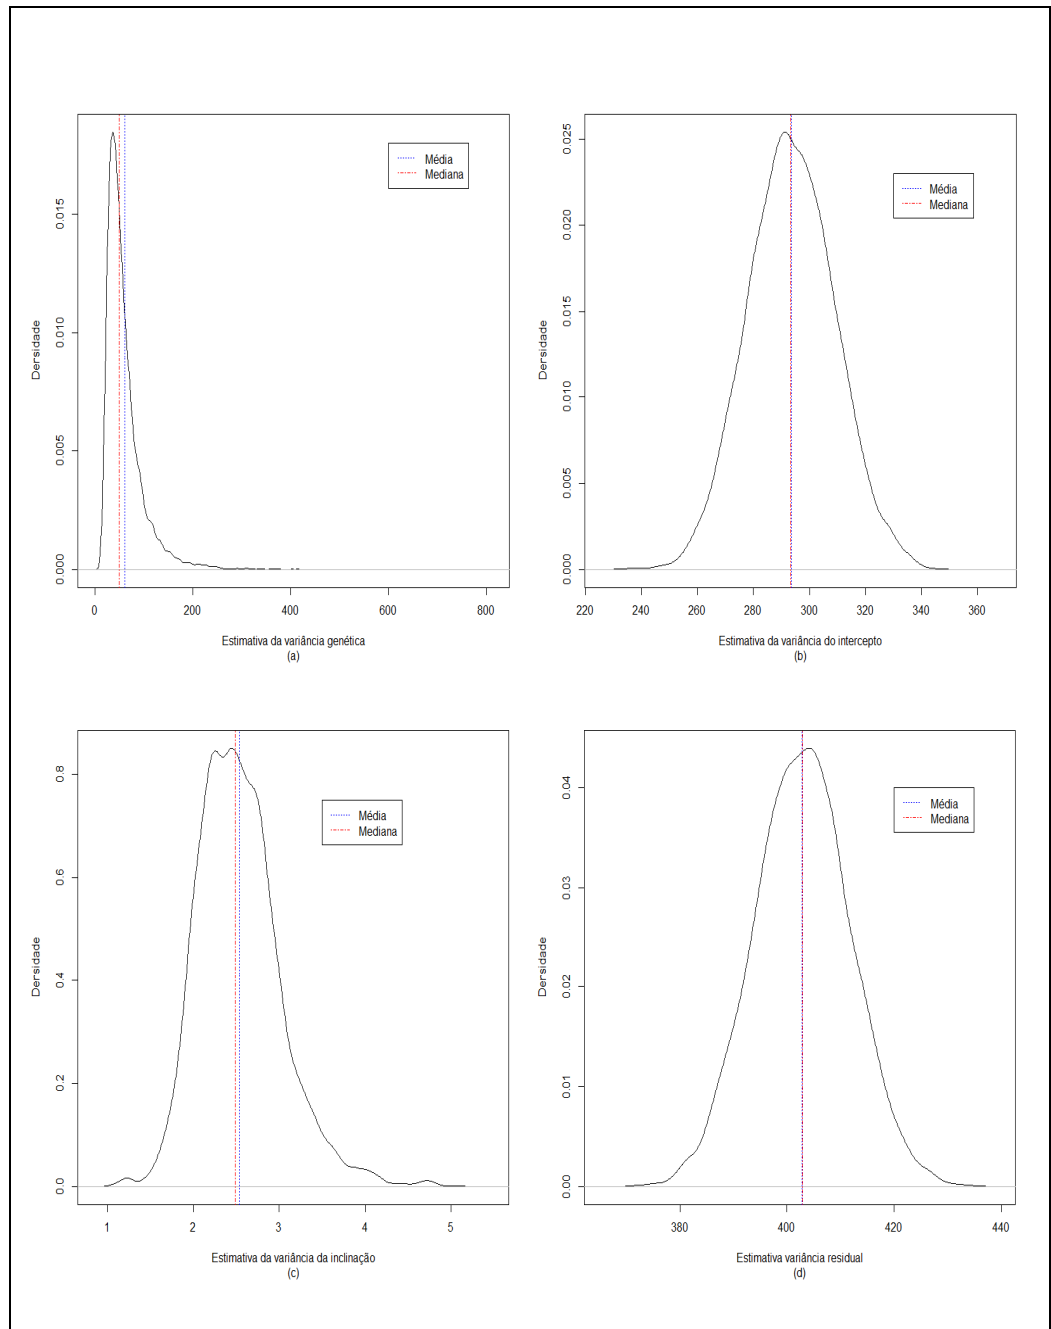 Média
Mediana
Densidade
0.000
0.005
0.010
0.015
0
200
400
600
800
Estimativa da variância genética
(a)
Média
Mediana
Densidade
0.000
0.005
0.010
0.015
0.020
0.025
220
240
260
280
300
320
340
360
Estimativa da variância do intercepto
(b)
Média
Mediana
Densidade
0.0
0.2
0.4
0.6
0.8
1
2
3
4
5
Estimativa da variância da inclinação
(c)
Média
Mediana
Densidade
0.00
0.01
0.02
0.03
0.04
380
400
420
440
Estimativa variância residual
(d)